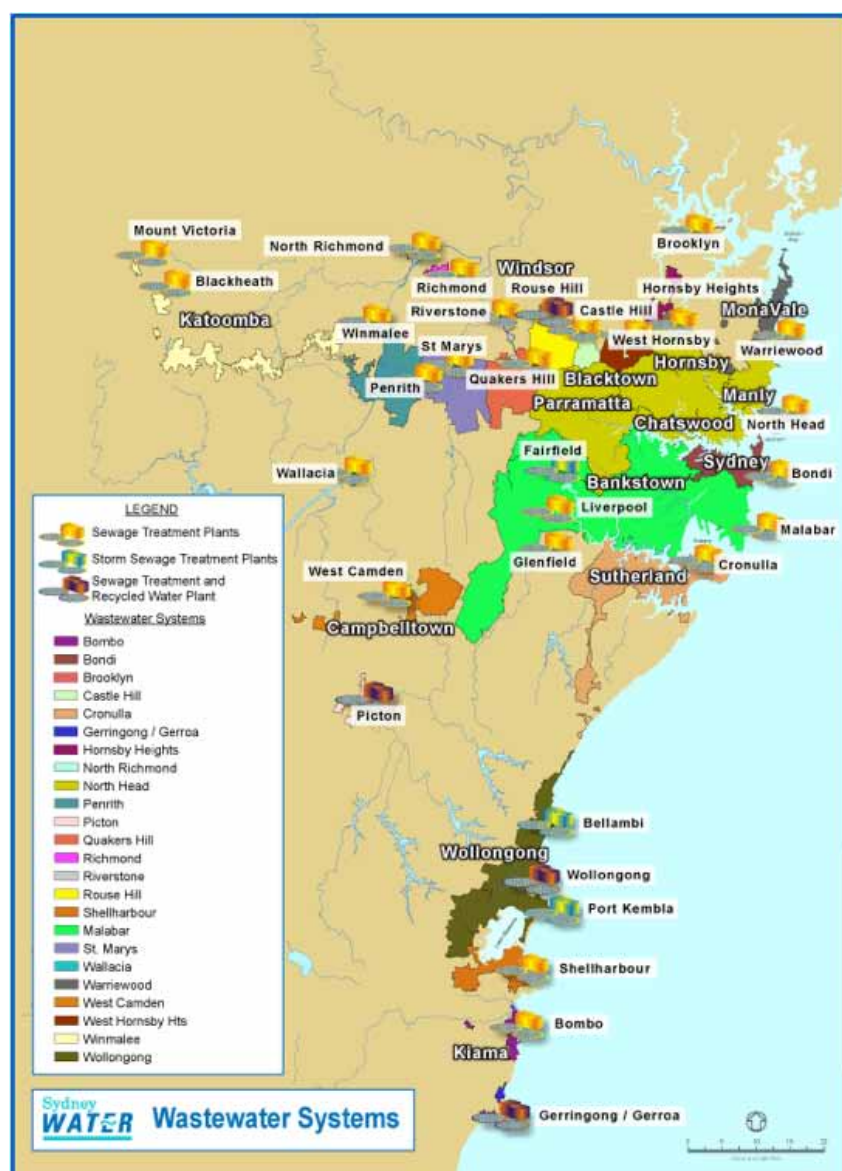 Mount Victoria
North Richmond
Brooklyn
Blackheath
Richmond
Windsor
Rouse Hill
Hornsby Heights
Katoomba
Riverstone
Castle Hill
MonaVale
Winmalee
St Marys
West Hornsby
Warriewood
Penrith
Quakers Hill
Blacktown
Hornsby
Parramatta
Manly
Chatswood
North Head
Fairfield
Sydney
Wallacia
Bankstown
Bondi
Liverpool
Malabar
Glenfield
Cronulla
West Camden
Sutherland
Campbelltown
Picton
Bellambi
Wollongong
Wollongong
Port Kembla
Shellharbour
Bombo
Kiama
Gerringong / Gerroa
LEGEND
Sewage Treatment Plants
Storm Sewage Treatment Plants
Sewage Treatment and
Recycled Water Plant
Wastewater Systems
Bombo
Bondi
Brooklyn
Castle Hill
Cronulla
Gerringong / Gerroa
Hornsby Heights
North Richmond
North Head
Penrith
Picton
Quakers Hill
Richmond
Riverstone
Rouse Hill
Shellharbour
Malabar
St. Marys
Wallacia
Warriewood
West Camden
West Hornsby Hts
Winmalee
Wollongong
Sydney
WATER
Wastewater Systems